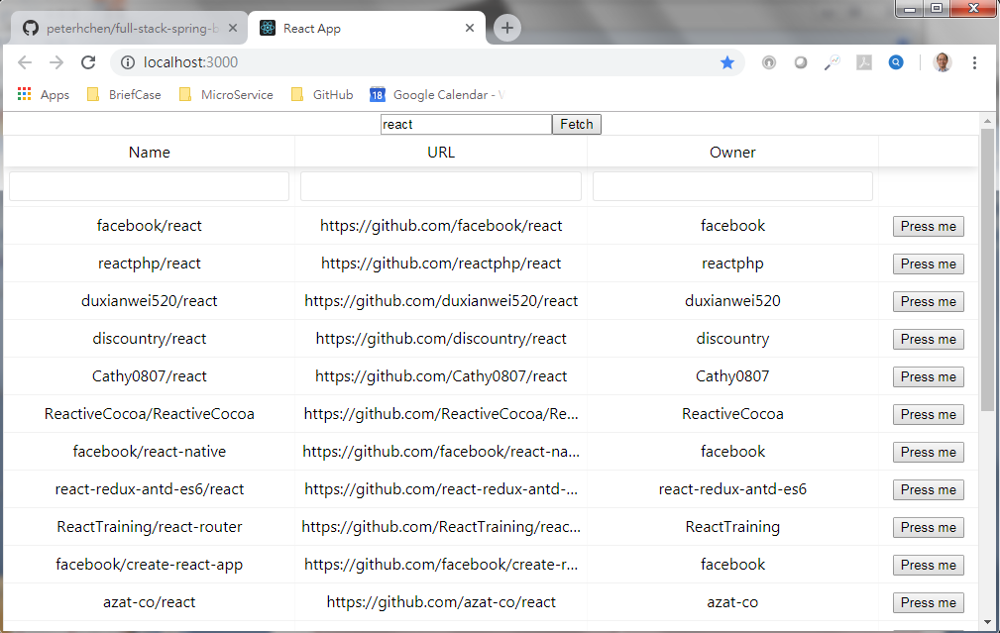 peterhchen/full-stack-spring-b
React App
localhost:3000
Apps BriefCase MicroService GitHub 18 Google Calendar -
react Fetch
Name URL Owner
facebook/react https://github.com/facebook/react facebook Press me
reactphp/react https://github.com/reactphp/react reactphp Press me
duxianwei520/react https://github.com/duxianwei520/react duxianwei520 Press me
discountry/react https://github.com/discountry/react discountry Press me
Cathy0807/react https://github.com/Cathy0807/react Cathy0807 Press me
ReactiveCocoa/ReactiveCocoa https://github.com/ReactiveCocoa/Re... ReactiveCocoa Press me
facebook/react-native https://github.com/facebook/react-na... facebook Press me
react-redux-antd-es6/react https://github.com/react-redux-antd-... react-redux-antd-es6 Press me
ReactTraining/react-router https://github.com/ReactTraining/reac... ReactTraining Press me
facebook/create-react-app https://github.com/facebook/create-r... facebook Press me
azat-co/react https://github.com/azat-co/react azat-co Press me